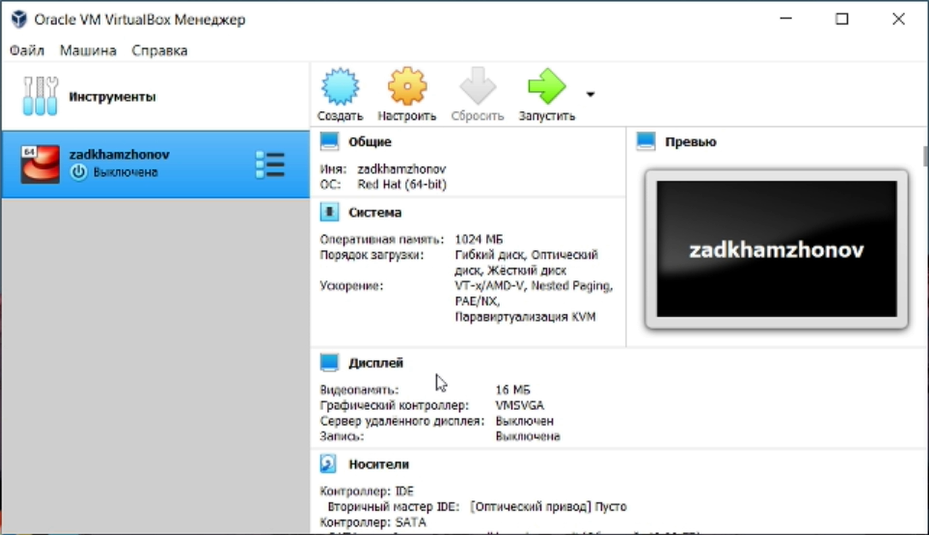 Oracle VM VirtualBox Менеджер
Файл Машина Справка
Инструменты
Создать Настроить Сбросить Запустить
64
zadkhamzhonov
Выключена
Общие
Имя: zadkhamzhonov
ОС: Red Hat (64-bit)
Система
Оперативная память: 1024 МБ
Порядок загрузки: Гибкий диск, Оптический
диск, Жёсткий диск
Ускорение: VT-x/AMD-V, Nested Paging,
PAE/NX,
Паравиртуализация KVM
Превью
zadkhamzhonov
Дисплей
Видеопамять: 16 МБ
Графический контроллер: VMSVGA
Сервер удалённого дисплея: Выключен
Запись: Выключена
Носители
Контроллер: IDE
Вторичный мастер IDE: [Оптический привод] Пусто
Контроллер: SATA